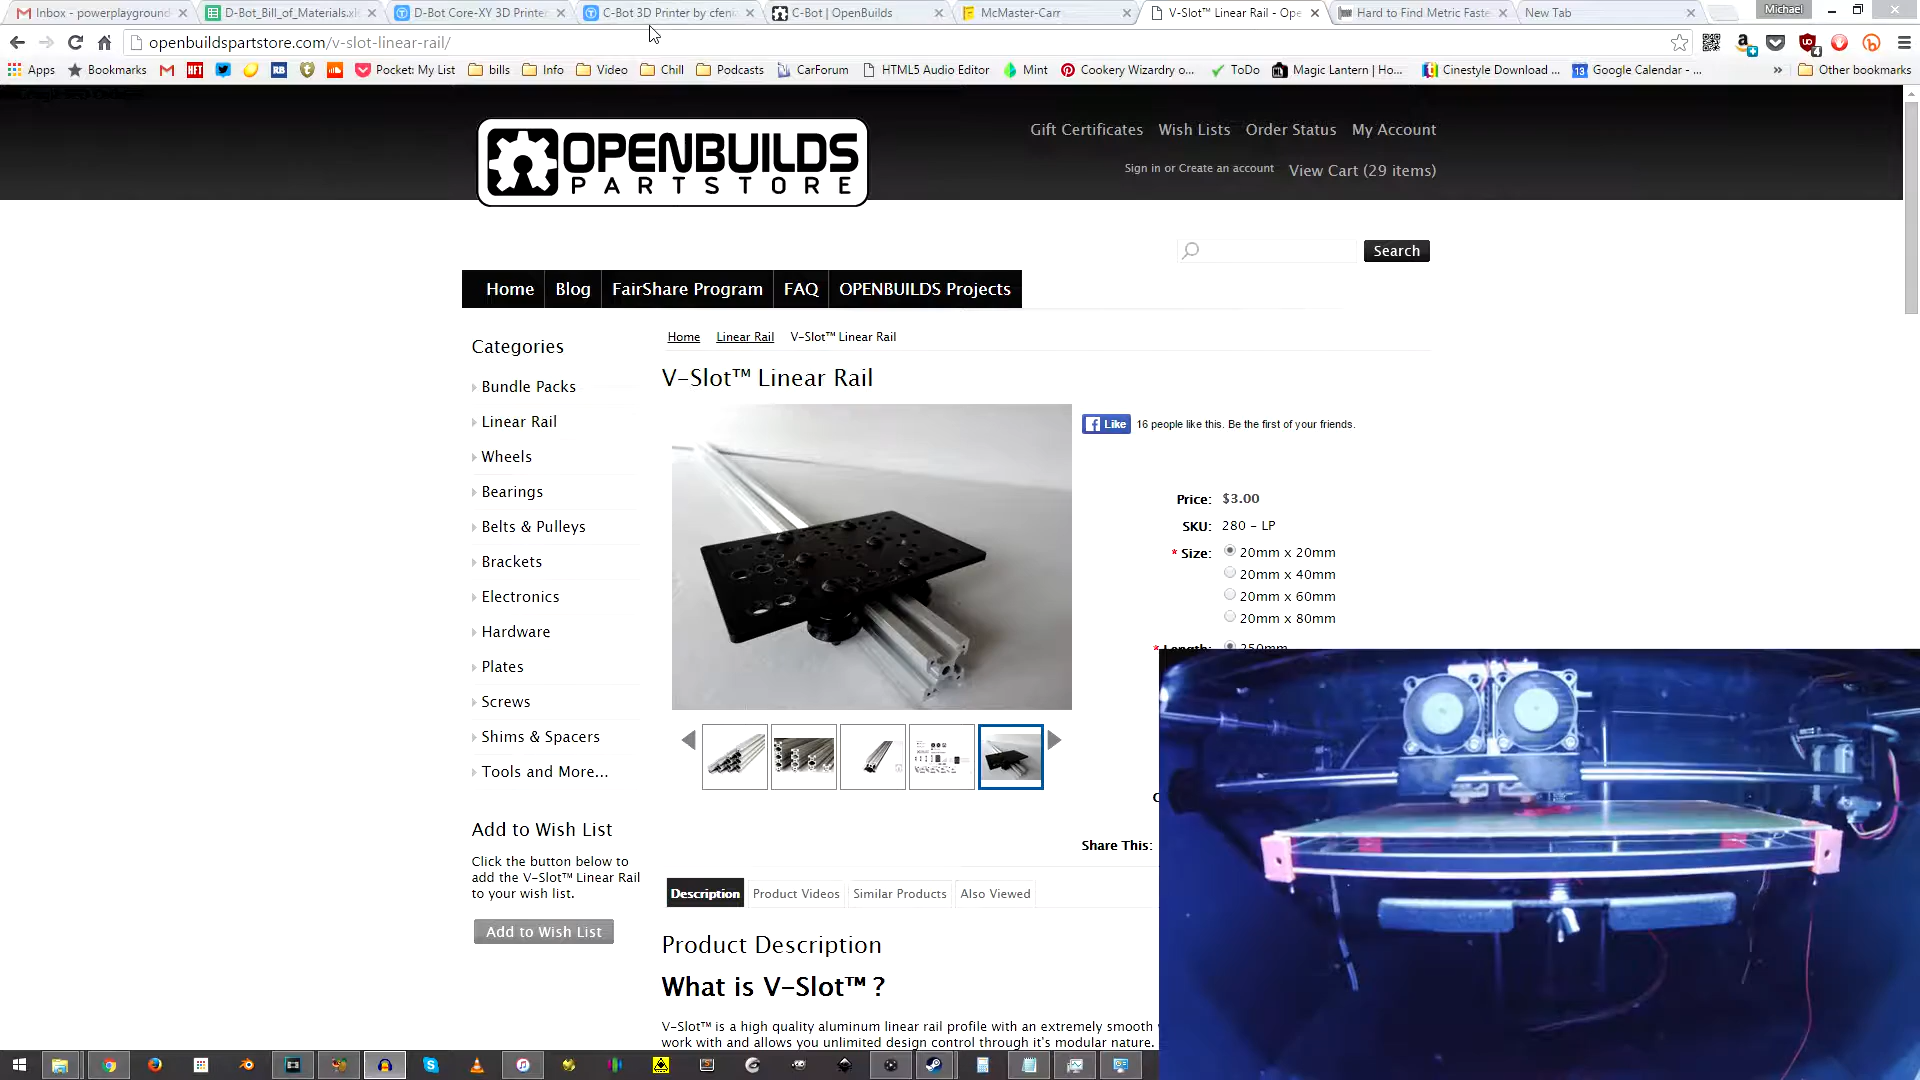 Inbox - powerplayground
D-Bot_Bill_of_Materials.xl
D-Bot Core-XY 3D Printer
C-Bot 3D Printer by cfeni
C-Bot | OpenBuilds
McMaster-Carr
V-Slot™ Linear Rail - Ope
Hard to Find Metric Faste
New Tab
Michael
openbuildspartstore.com/v-slot-linear-rail/
Apps
Bookmarks
HFT
RB
Pocket: My List
bills
Info
Video
Chill
Podcasts
CarForum
HTML5 Audio Editor
Mint
Cookery Wizardry o...
ToDo
Magic Lantern | Ho...
Cinestyle Download ...
13
Google Calendar - ...
»
Other bookmarks
OPENBUILDS
PARTSTORE
Gift Certificates Wish Lists Order Status My Account
Sign in or Create an account View Cart (29 items)
Search
Home Blog FairShare Program FAQ OPENBUILDS Projects
Categories
Bundle Packs
Linear Rail
Wheels
Bearings
Belts & Pulleys
Brackets
Electronics
Hardware
Plates
Screws
Shims & Spacers
Tools and More...
Add to Wish List
Click the button below to
add the V-Slot™ Linear Rail
to your wish list.
Add to Wish List
Home Linear Rail V-Slot™ Linear Rail
V-Slot™ Linear Rail
Like 16 people like this. Be the first of your friends.
Price: $3.00
SKU: 280 - LP
* Size: 20mm x 20mm
20mm x 40mm
20mm x 60mm
20mm x 80mm
* Length: 250mm
Share This:
Description Product Videos Similar Products Also Viewed
Product Description
What is V-Slot™ ?
V-Slot™ is a high quality aluminum linear rail profile with an extremely smooth
work with and allows you unlimited design control through it's modular nature.